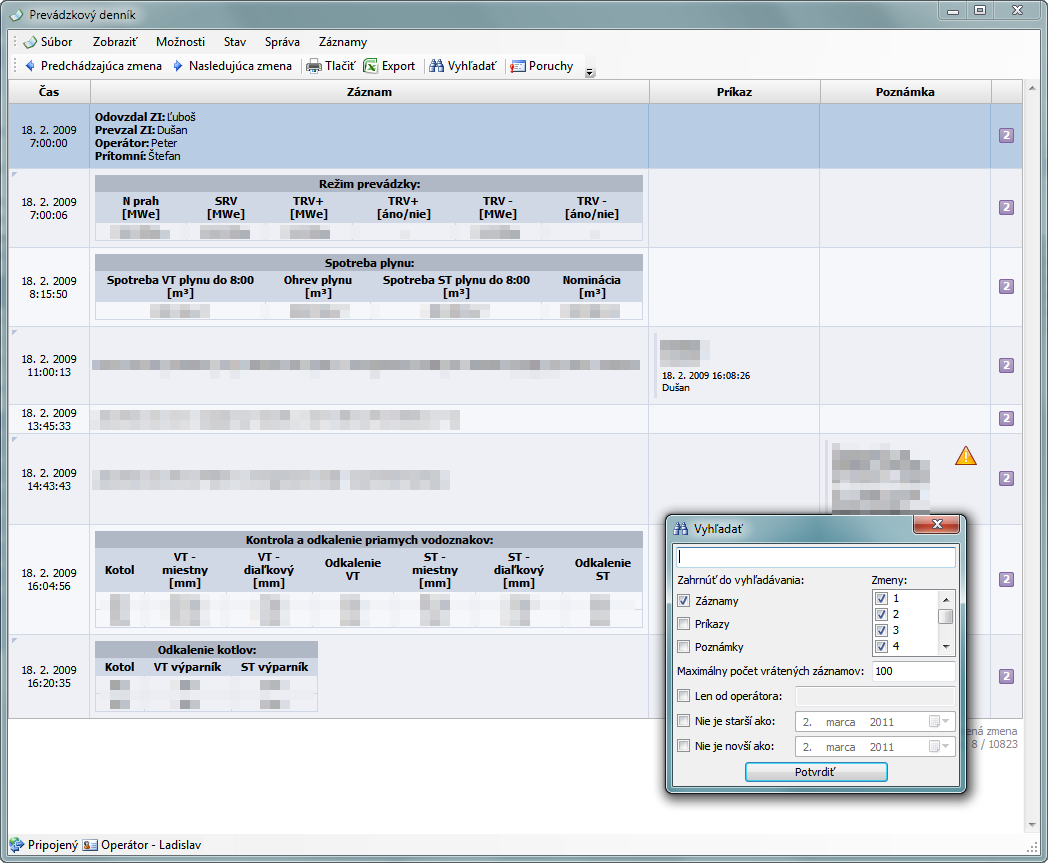 Prevádzkový denník
Súbor Zobraziť Možnosti Stav Správa Záznamy
Predchádzajúca zmena Nasledujúca zmena Tlačiť Export Vyhľadať Poruchy
Čas Záznam Príkaz Poznámka
18. 2. 2009
7:00:00
Odovzdal ZI: Ľuboš
Prevzal ZI: Dušan
Operátor: Peter
Prítomní: Štefan
2
18. 2. 2009
7:00:06
Režim prevádzky:
N prah [MWe] SRV [MWe] TRV+ [MWe] TRV+ [áno/nie] TRV - [MWe] TRV - [áno/nie]
2
18. 2. 2009
8:15:50
Spotreba plynu:
Spotreba VT plynu do 8:00 [m³] Ohrev plynu [m³] Spotreba ST plynu do 8:00 [m³] Nominácia [m³]
2
18. 2. 2009
11:00:13
18. 2. 2009 16:08:26
Dušan
2
18. 2. 2009
13:45:33
2
18. 2. 2009
14:43:43
2
18. 2. 2009
16:04:56
Kontrola a odkalenie priamych vodoznakov:
Kotol VT - miestny [mm] VT - diaľkový [mm] Odkalenie VT ST - miestny [mm] ST - diaľkový [mm] Odkalenie ST
2
18. 2. 2009
16:20:35
Odkalenie kotlov:
Kotol VT výparník ST výparník
2
Vyhľadať
Zahrnúť do vyhľadávania: Zmeny:
Záznamy 1
Príkazy 2
Poznámky 3
4
Maximálny počet vrátených záznamov: 100
Len od operátora:
Nie je starší ako: 2. marca 2011
Nie je novší ako: 2. marca 2011
Potvrdiť
zmena
8 / 10823
Pripojený Operátor - Ladislav